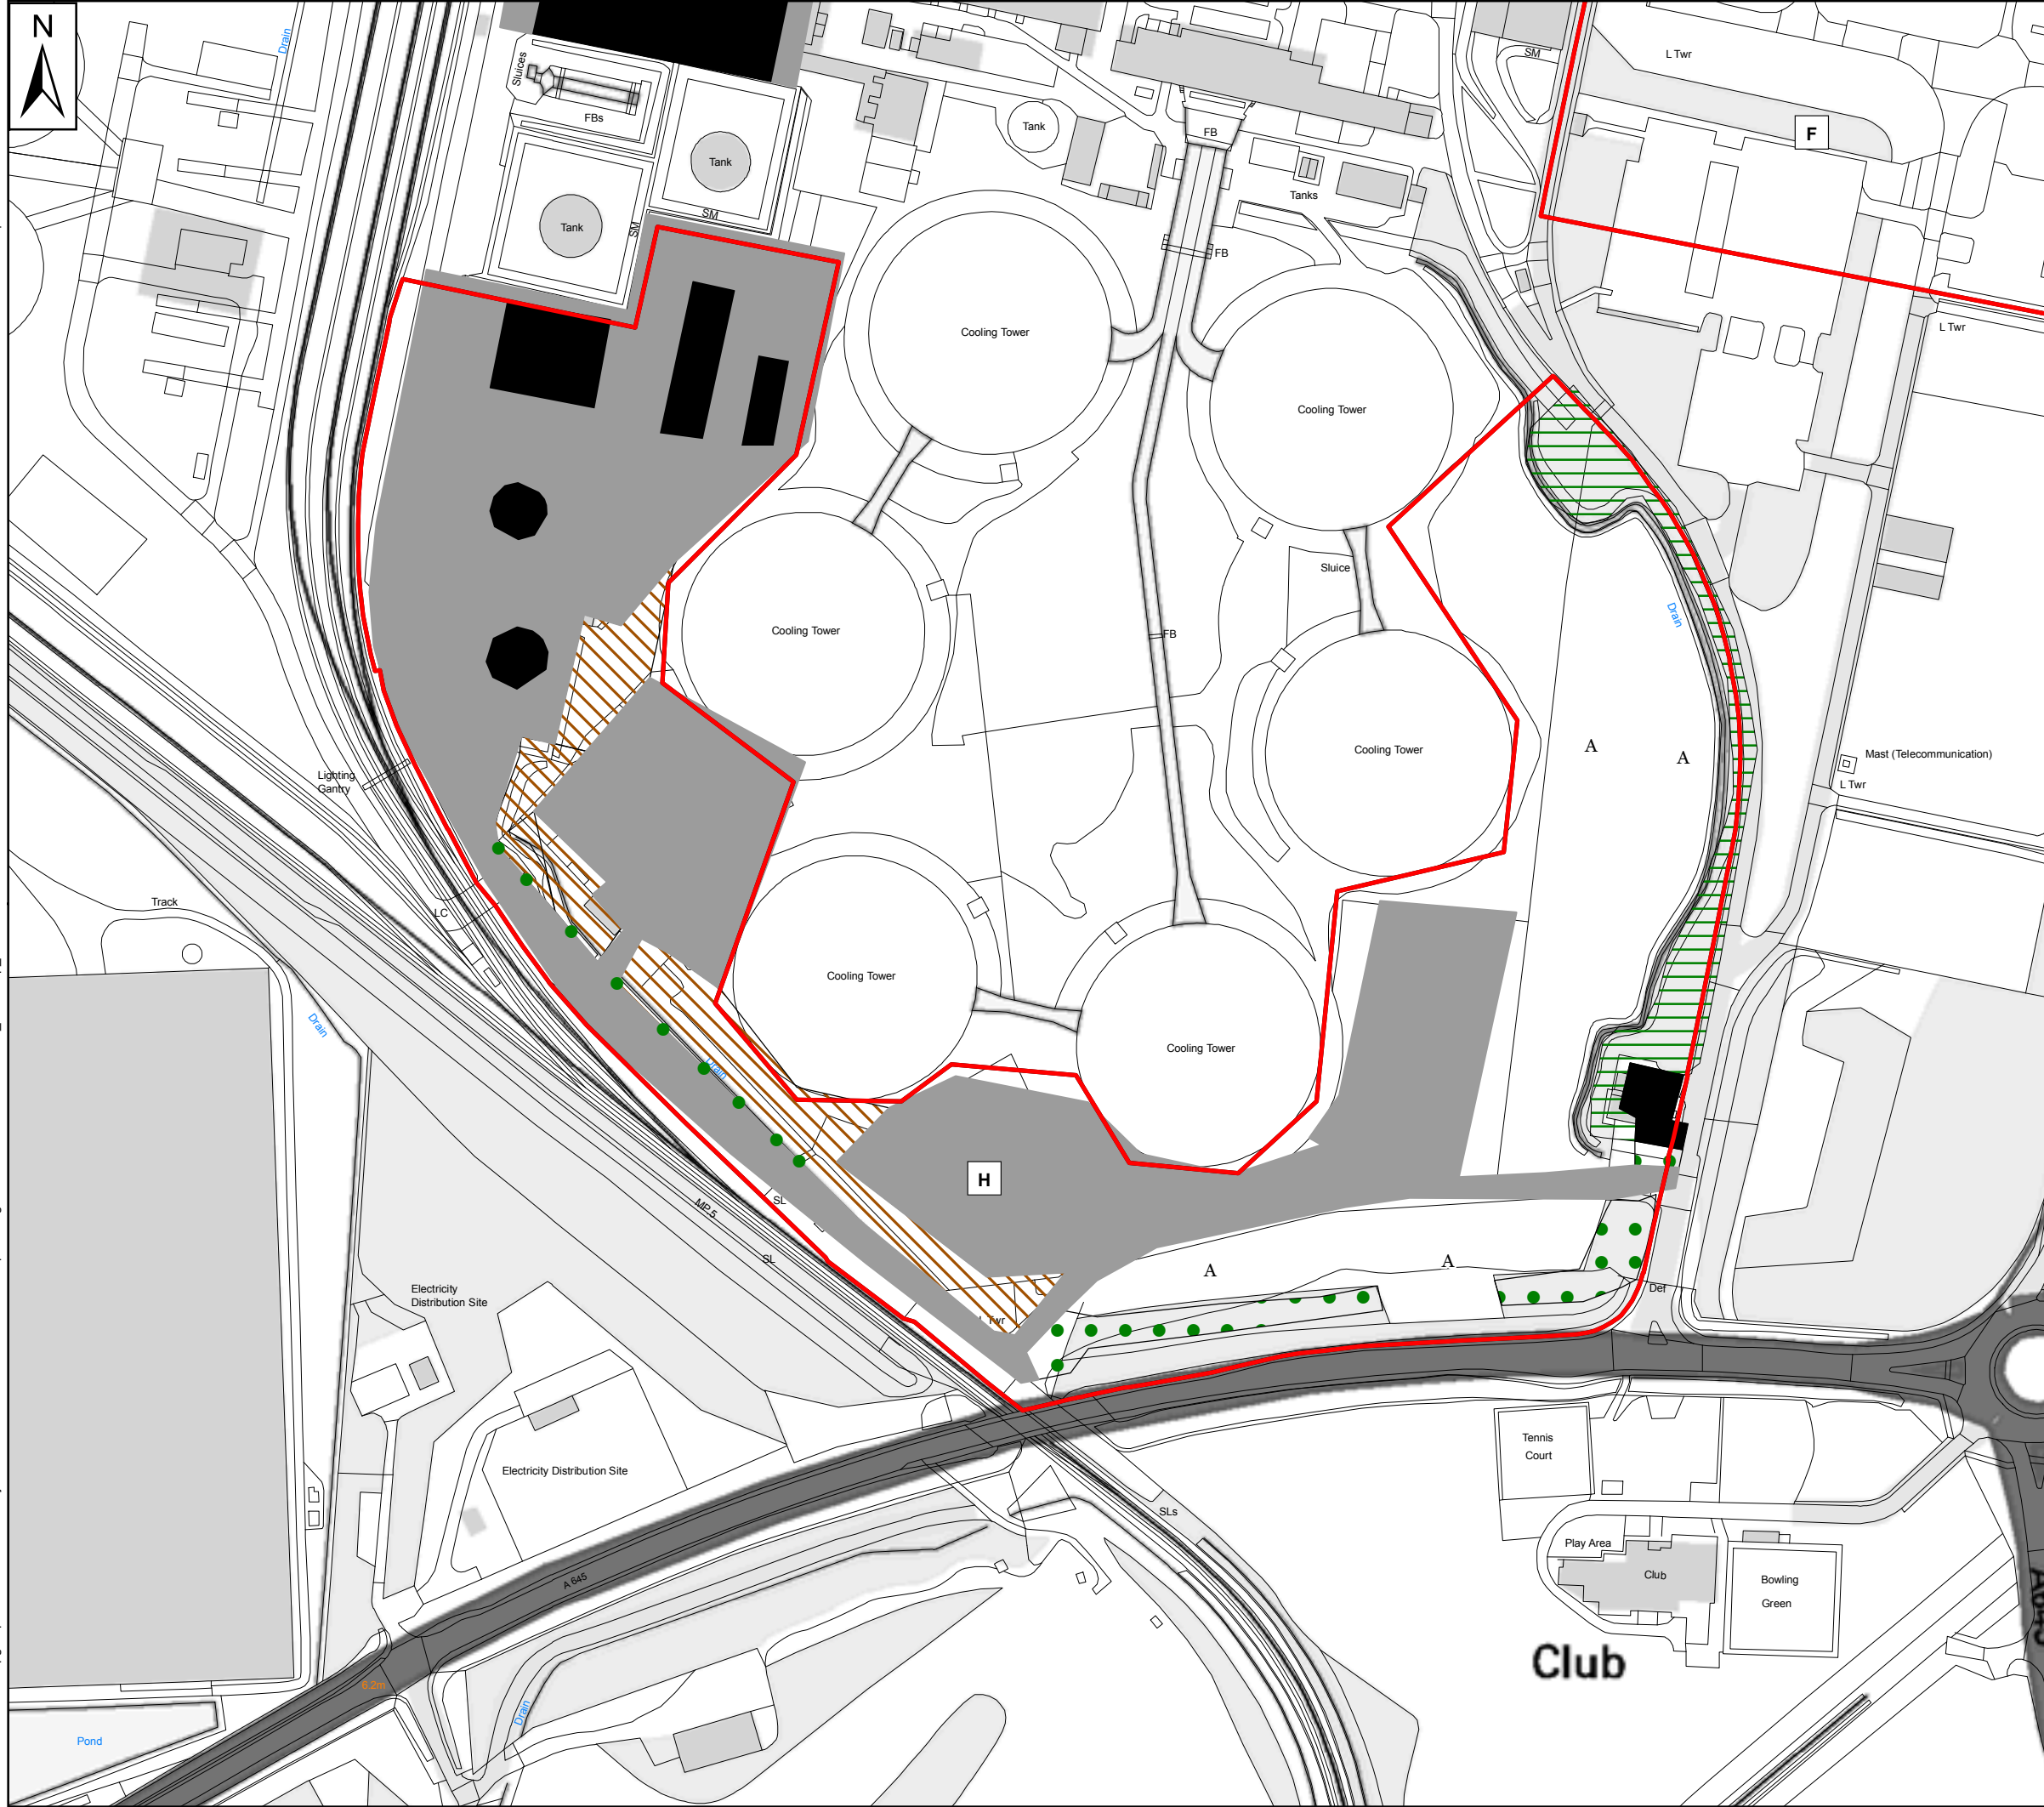 N
Drain
Sluices
FBs
Tank
Tank
SM
SM
Tank
FB
FB
Tanks
SM
L Twr
F
L Twr
Cooling Tower
Cooling Tower
Sluice
Cooling Tower
FB
Cooling Tower
Drain
A
A
Mast (Telecommunication)
L Twr
Lighting
Gantry
LC
Track
Drain
Cooling Tower
Cooling Tower
Drain
H
SL
MP.5
SL
A
A
Def
Twr
Electricity
Distribution Site
Electricity Distribution Site
A 645
SLs
Tennis
Court
Play Area
Club
Bowling
Green
Club
6.2m
Drain
Pond